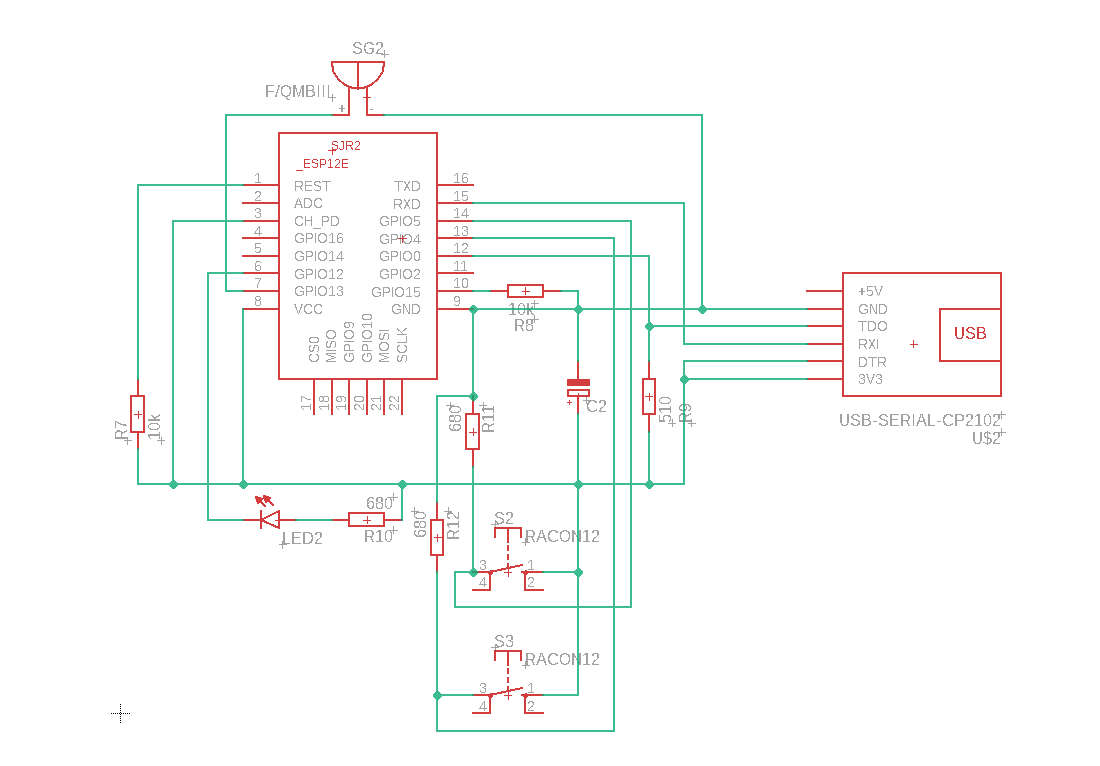 SG2
F/QMBIII
+ -
SJR2
_ESP12E
1 REST TXD 16
2 ADC RXD 15
3 CH_PD GPIO5 14
4 GPIO16 GPIO4 13
5 GPIO14 GPIO0 12
6 GPIO12 GPIO2 11
7 GPIO13 GPIO15 10
8 VCC GND 9
CS0
MISO
GPIO9
GPIO10
MOSI
SCLK
17
18
19
20
21
22
10k
R8
+5V
GND
TDO
RXI
DTR
3V3
USB
USB-SERIAL-CP2102
U$2
R7
10k
680
R11
C2
510
R9
LED2
680
R10
680
R12
S2
RACON12
3 1
4 2
S3
RACON12
3 1
4 2